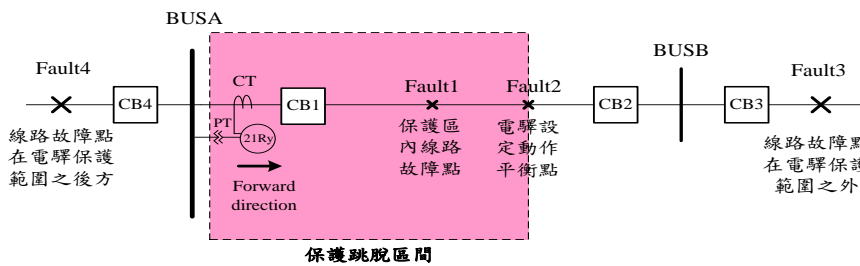 BUSA
BUSB
Fault4
CT
Fault1
Fault2
Fault3
CB4
CB1
CB2
CB3
PT
21Ry
線路故障點
在電驛保護
範圍之後方
Forward
direction
保護區
內線路
故障點
電驛設
定動作
平衡點
線路故障點
在電驛保護
範圍之外
保護跳脫區間